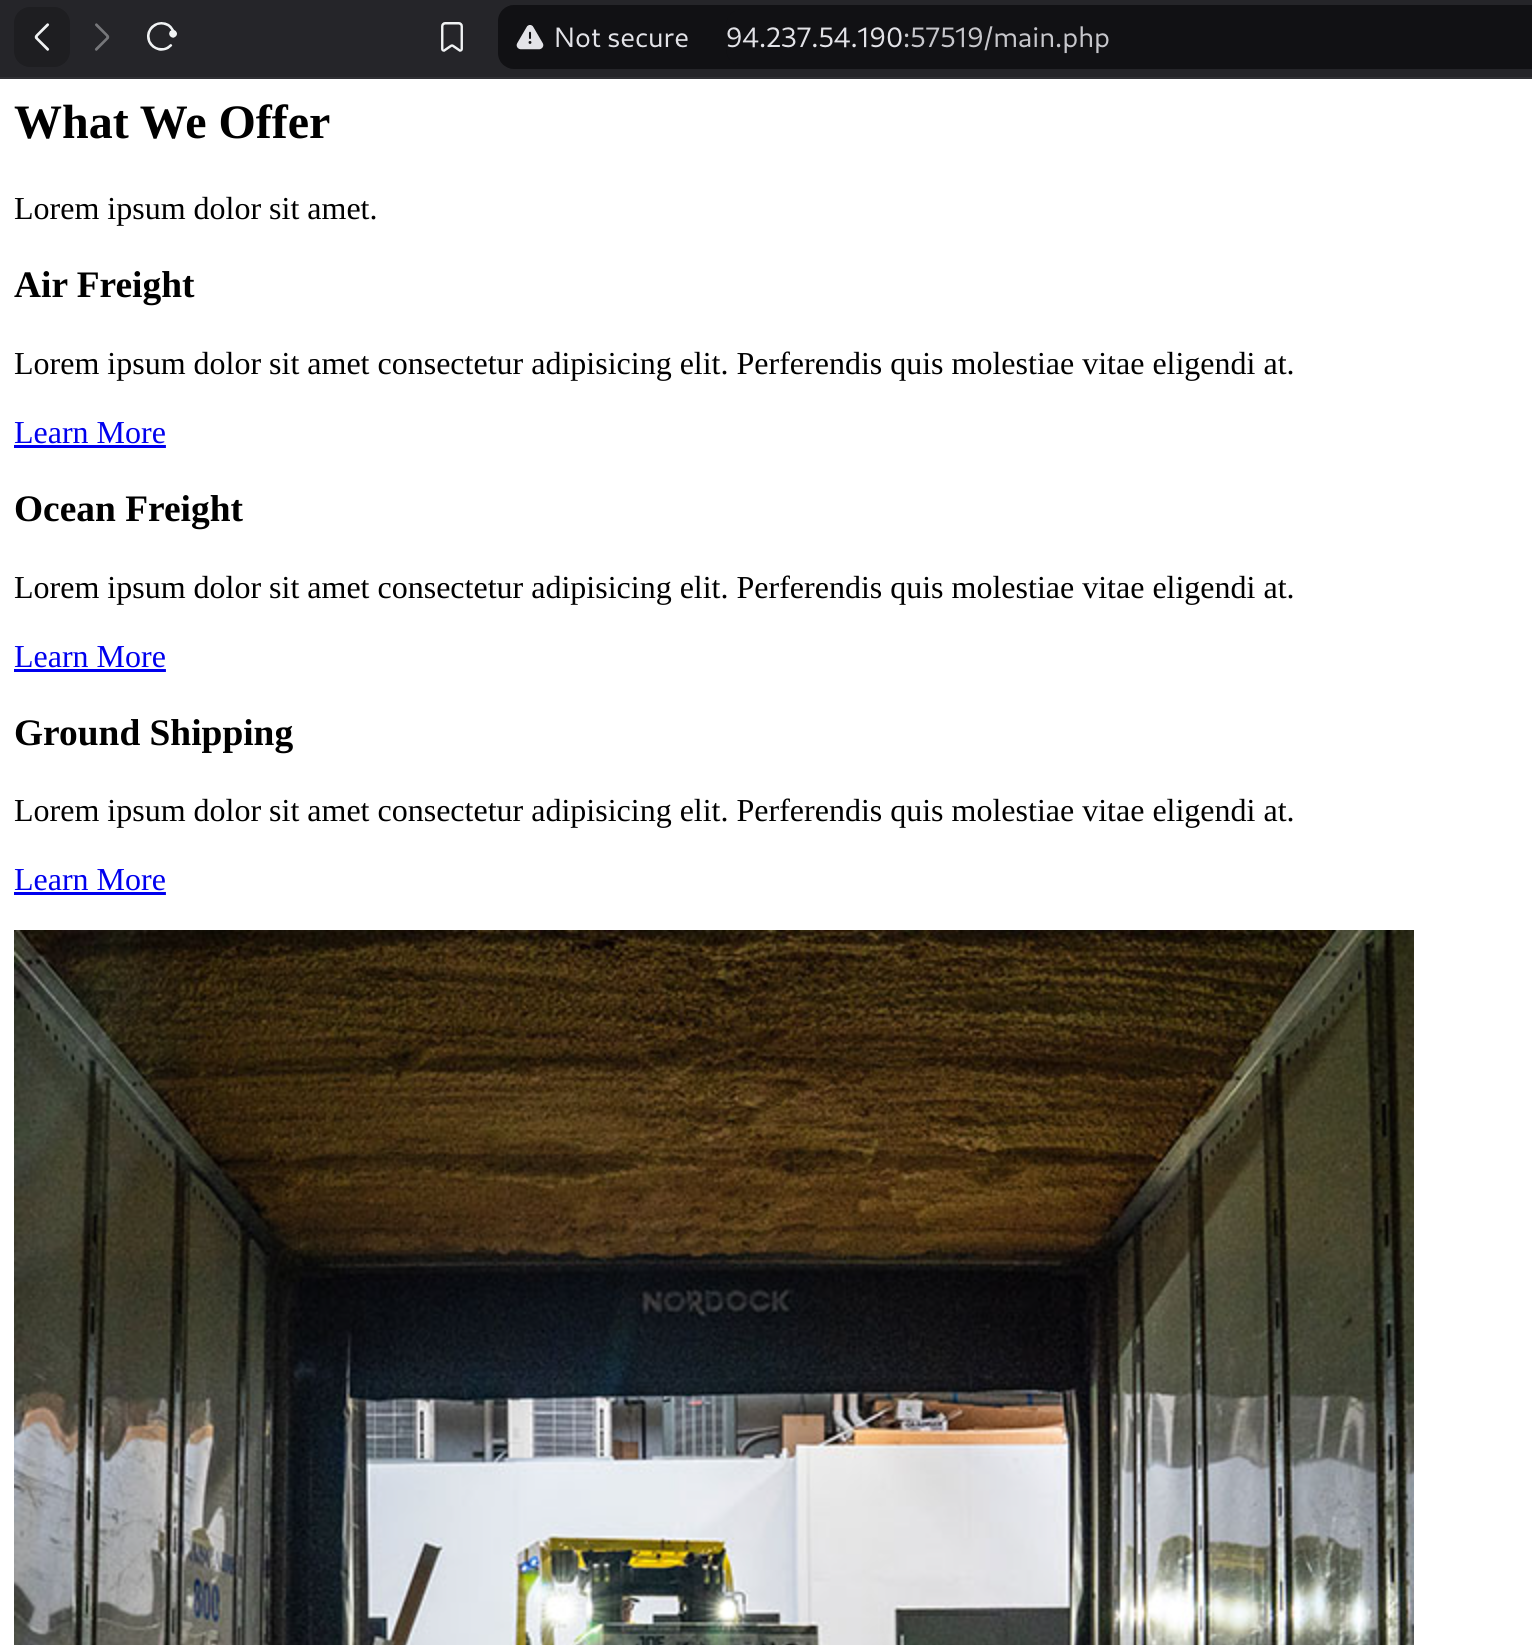 Not secure 94.237.54.190:57519/main.php
What We Offer
Lorem ipsum dolor sit amet.
Air Freight
Lorem ipsum dolor sit amet consectetur adipisicing elit. Perferendis quis molestiae vitae eligendi at.
Learn More
Ocean Freight
Lorem ipsum dolor sit amet consectetur adipisicing elit. Perferendis quis molestiae vitae eligendi at.
Learn More
Ground Shipping
Lorem ipsum dolor sit amet consectetur adipisicing elit. Perferendis quis molestiae vitae eligendi at.
Learn More
NORDOCK
800